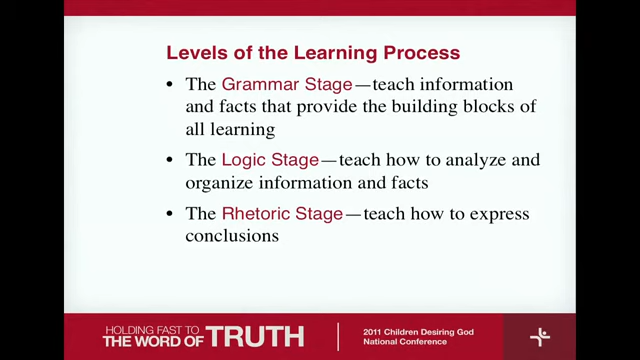 Levels of the Learning Process
• The Grammar Stage—teach information
and facts that provide the building blocks of
all learning
• The Logic Stage—teach how to analyze and
organize information and facts
• The Rhetoric Stage—teach how to express
conclusions
HOLDING FAST TO
THE WORD OF TRUTH
2011 Children Desiring God
National Conference